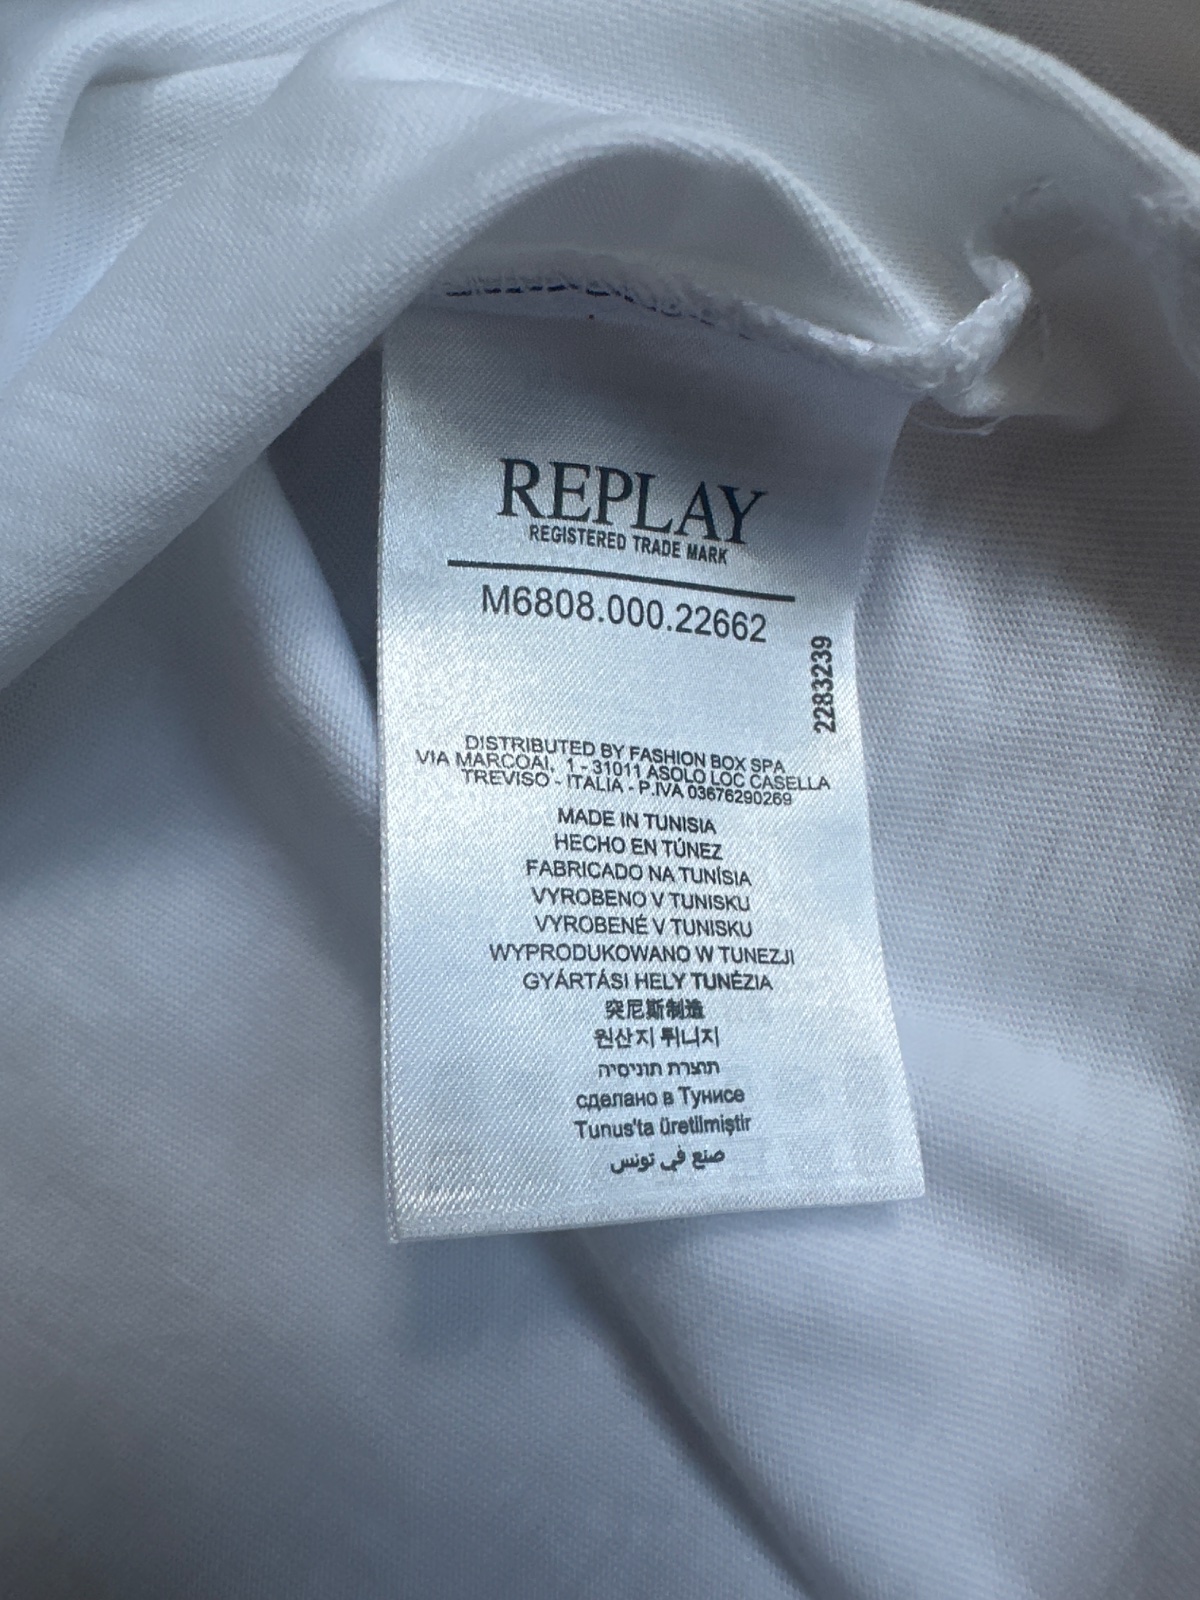 REPLAY
REGISTERED TRADE MARK
M6808.000.22662
2283239
DISTRIBUTED BY FASHION BOX SPA
VIA MARCOAI, 1 - 31011 ASOLO LOC CASELLA
TREVISO - ITALIA - P.IVA 03676290269
MADE IN TUNISIA
HECHO EN TÚNEZ
FABRICADO NA TUNÍSIA
VYROBENO V TUNISKU
VYROBENÉ V TUNISKU
WYPRODUKOWANO W TUNEZJI
GYÁRTÁSI HELY TUNÉZIA
突尼斯制造
원산지 튀니지
תוצרת תוניסיה
сделано в Тунисе
Tunus'ta üretilmiştir
صنع في تونس